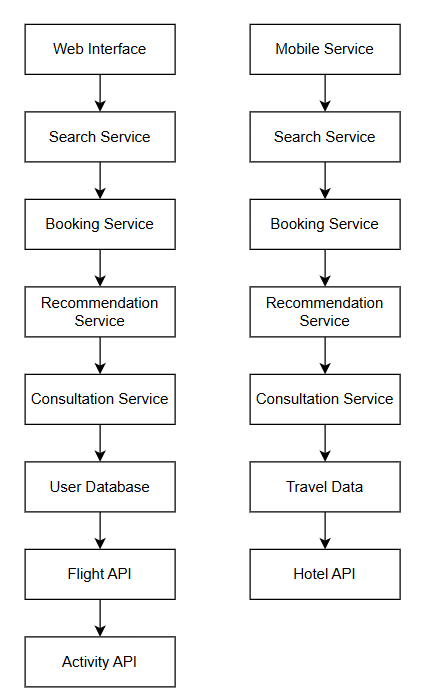 Web Interface
Search Service
Booking Service
Recommendation
Service
Consultation Service
User Database
Flight API
Activity API
Mobile Service
Search Service
Booking Service
Recommendation
Service
Consultation Service
Travel Data
Hotel API